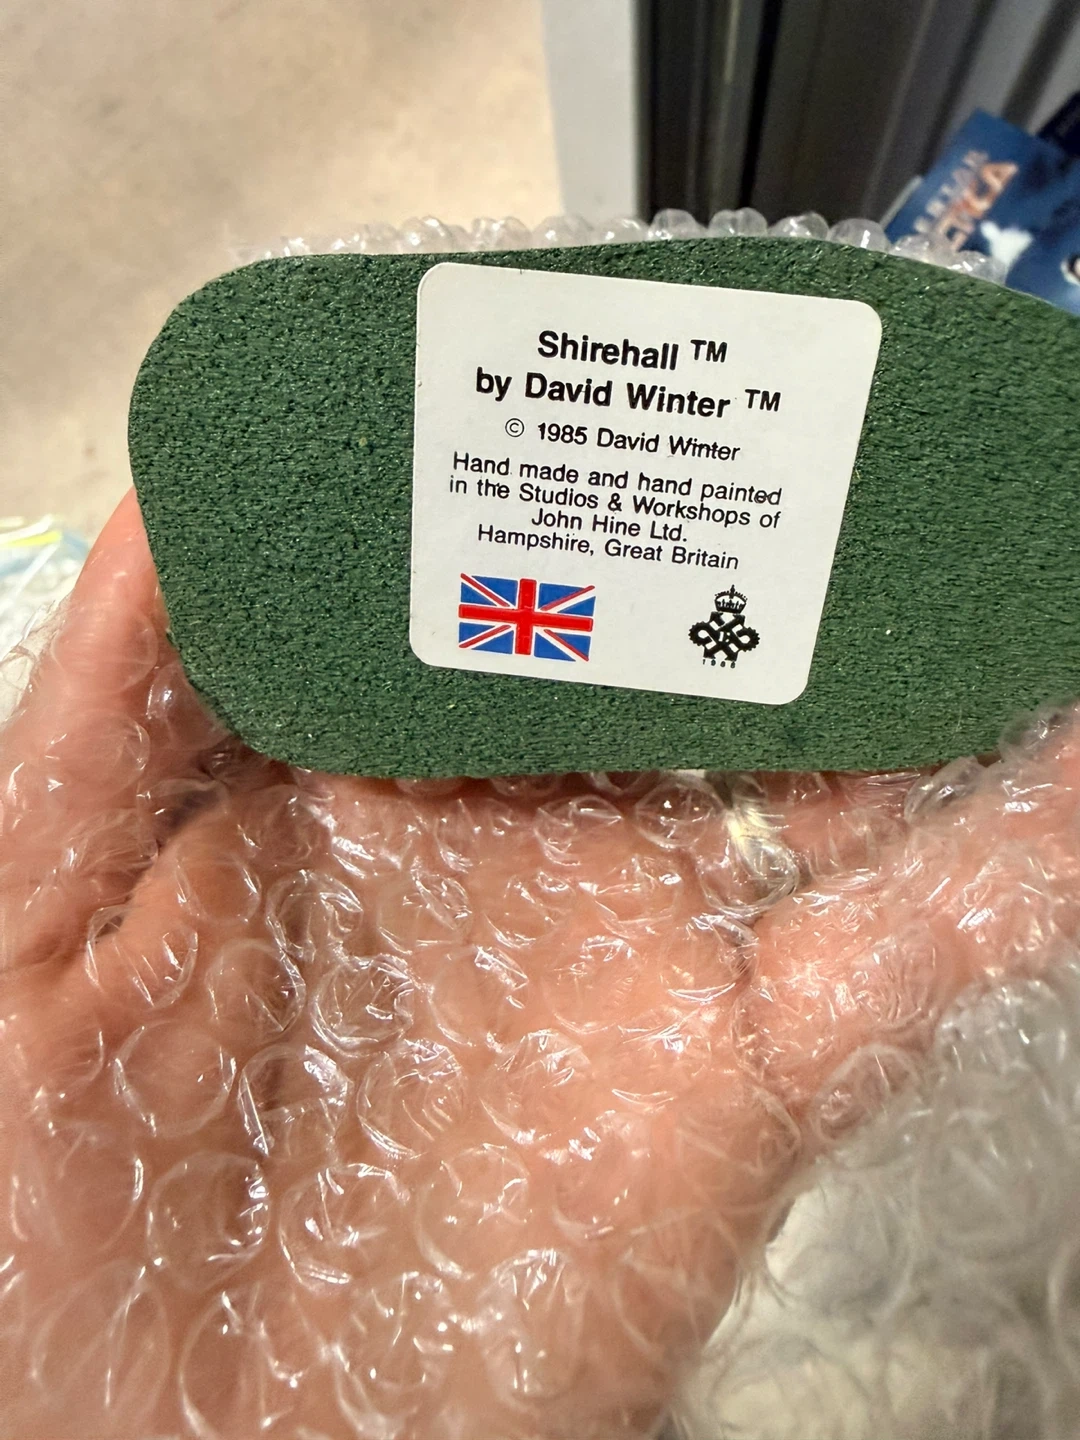 Shirehall ™
by David Winter ™
© 1985 David Winter
Hand made and hand painted
in the Studios & Workshops of
John Hine Ltd.
Hampshire, Great Britain